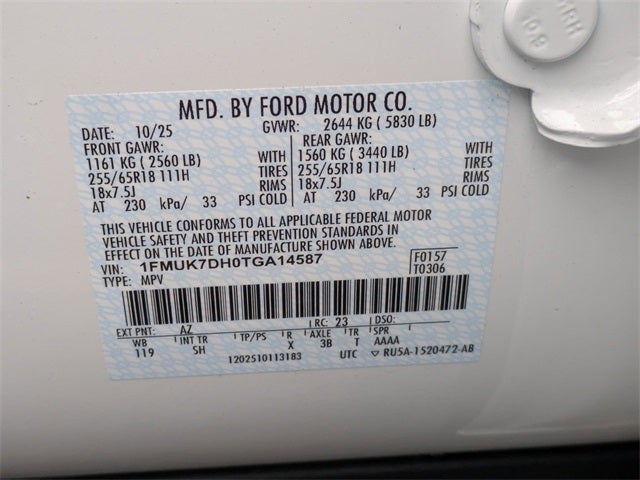 MRH
10.9
MFD. BY FORD MOTOR CO.
DATE: 10/25 GVWR: 2644 KG ( 5830 LB)
FRONT GAWR: REAR GAWR:
1161 KG ( 2560 LB) WITH 1560 KG ( 3440 LB) WITH
255/65R18 111H TIRES 255/65R18 111H TIRES
18x7.5J RIMS 18x7.5J RIMS
AT 230 kPa/ 33 PSI COLD AT 230 kPa/ 33 PSI COLD
THIS VEHICLE CONFORMS TO ALL APPLICABLE FEDERAL MOTOR
VEHICLE SAFETY AND THEFT PREVENTION STANDARDS IN
EFFECT ON THE DATE OF MANUFACTURE SHOWN ABOVE.
VIN: 1FMUK7DH0TGA14587 F0157
TYPE: MPV T0306
EXT PNT: AZ RC: 23 DSO:
WB INT TR TP/PS R AXLE TR SPR
119 SH X 3B T AAAA
1202510113183 UTC ▽ RU5A-1520472-AB